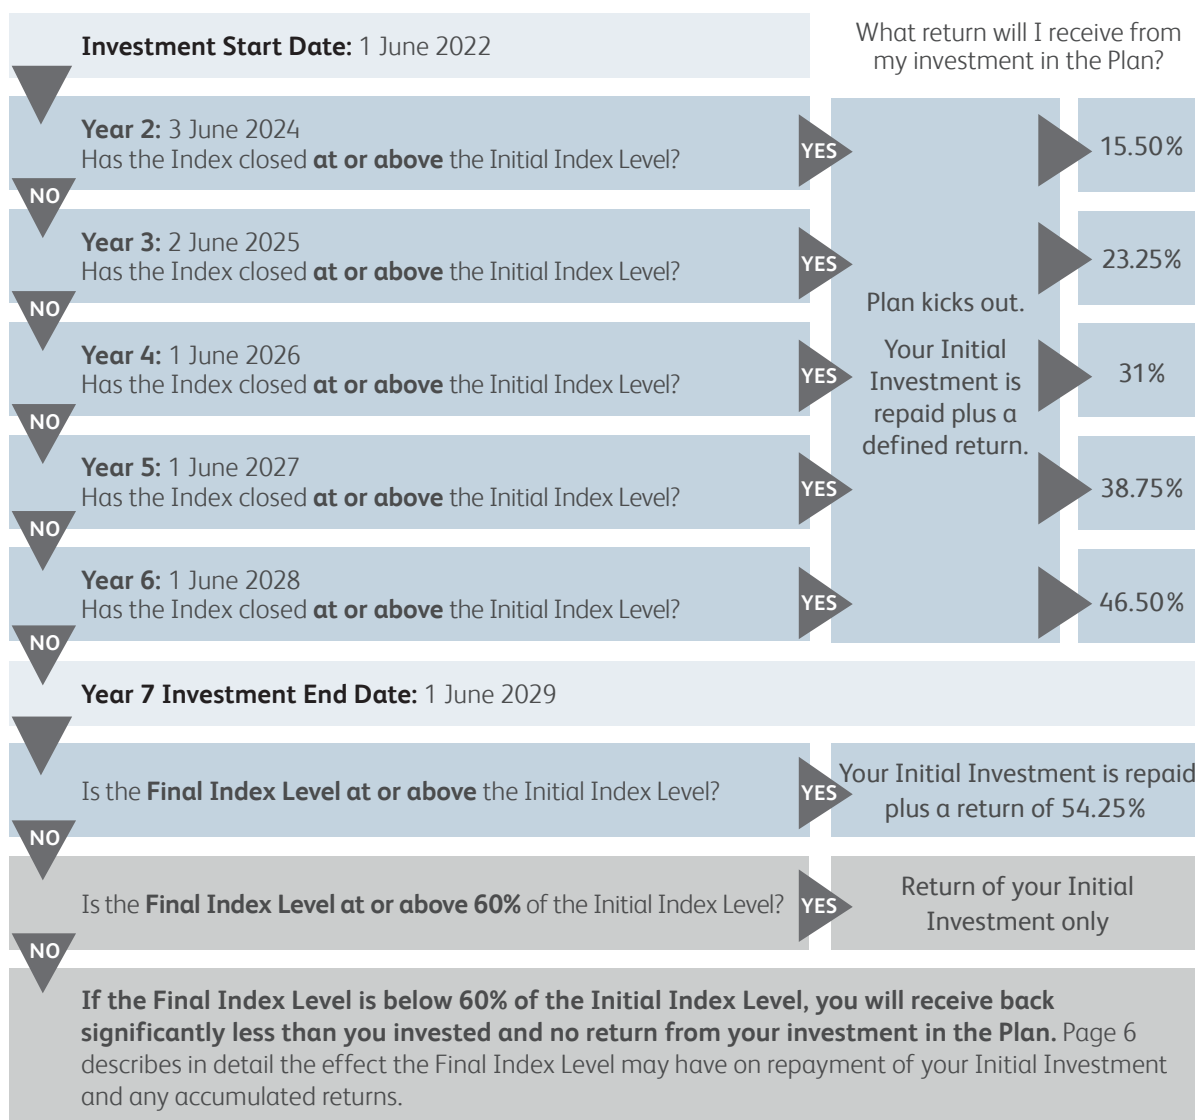 Investment Start Date: 1 June 2022
What return will I receive from
my investment in the Plan?
Year 2: 3 June 2024
Has the Index closed at or above the Initial Index Level?
YES
15.50%
NO
Year 3: 2 June 2025
Has the Index closed at or above the Initial Index Level?
YES
23.25%
NO
Plan kicks out.
Your Initial
Investment is
repaid plus a
defined return.
Year 4: 1 June 2026
Has the Index closed at or above the Initial Index Level?
YES
31%
NO
Year 5: 1 June 2027
Has the Index closed at or above the Initial Index Level?
YES
38.75%
NO
Year 6: 1 June 2028
Has the Index closed at or above the Initial Index Level?
YES
46.50%
NO
Year 7 Investment End Date: 1 June 2029
Is the Final Index Level at or above the Initial Index Level?
YES
Your Initial Investment is repaid
plus a return of 54.25%
NO
Is the Final Index Level at or above 60% of the Initial Index Level?
YES
Return of your Initial
Investment only
NO
If the Final Index Level is below 60% of the Initial Index Level, you will receive back
significantly less than you invested and no return from your investment in the Plan. Page 6
describes in detail the effect the Final Index Level may have on repayment of your Initial Investment
and any accumulated returns.